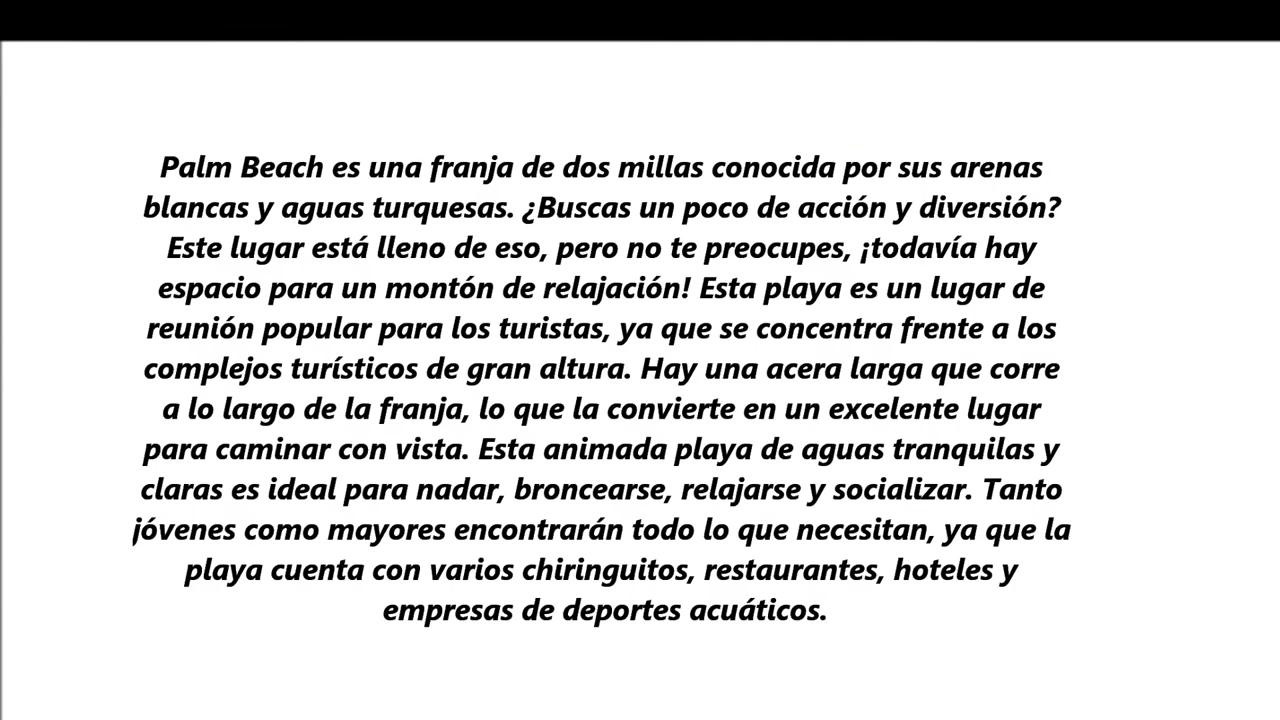 Palm Beach es una franja de dos millas conocida por sus arenas
blancas y aguas turquesas. ¿Buscas un poco de acción y diversión?
Este lugar está lleno de eso, pero no te preocupes, ¡todavía hay
espacio para un montón de relajación! Esta playa es un lugar de
reunión popular para los turistas, ya que se concentra frente a los
complejos turísticos de gran altura. Hay una acera larga que corre
a lo largo de la franja, lo que la convierte en un excelente lugar
para caminar con vista. Esta animada playa de aguas tranquilas y
claras es ideal para nadar, broncearse, relajarse y socializar. Tanto
jóvenes como mayores encontrarán todo lo que necesitan, ya que la
playa cuenta con varios chiringuitos, restaurantes, hoteles y
empresas de deportes acuáticos.